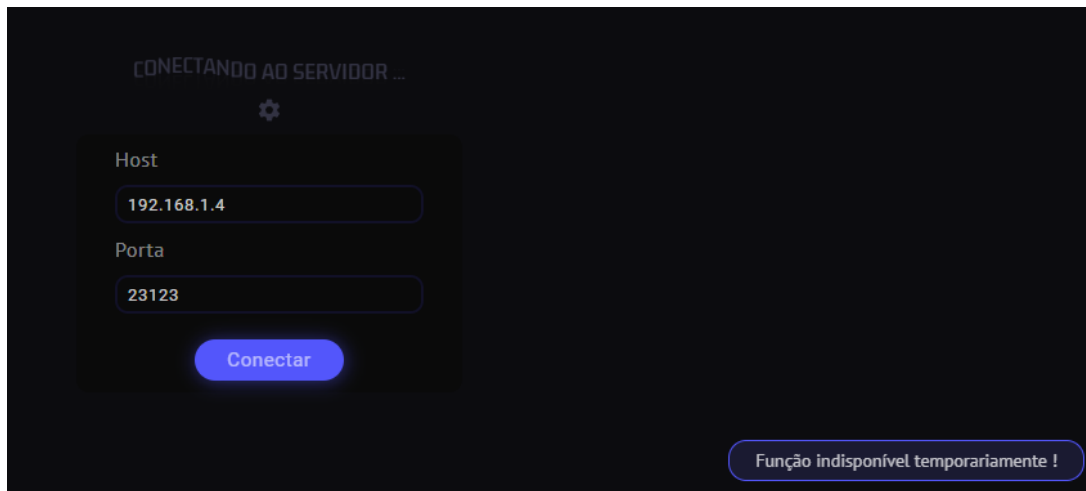 CONECTANDO AO SERVIDOR ...
Host
192.168.1.4
Porta
23123
Conectar
Função indisponível temporariamente !